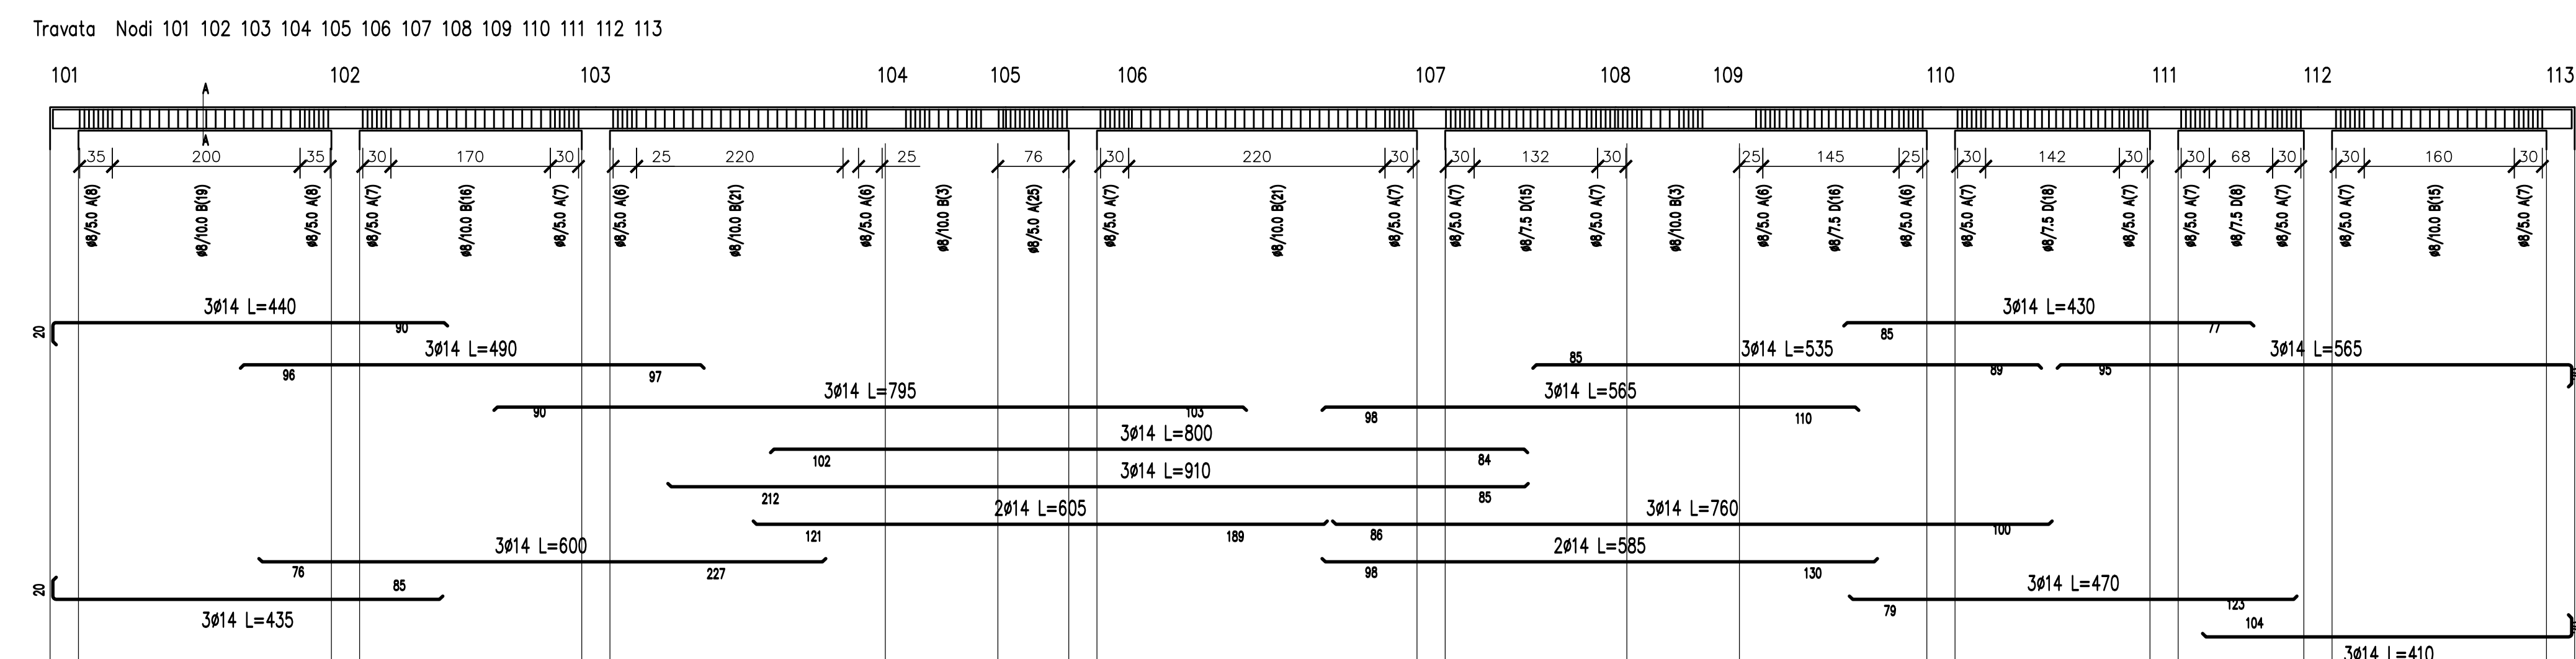 Travata Nodi 101 102 103 104 105 106 107 108 109 110 111 112 113
101 102 103 104 105 106 107 108 109 110 111 112 113
A
A
35 200 35 30 170 30 25 220 25 76 30 220 30 30 132 30 25 145 25 30 142 30 30 68 30 30 160 30
ø8/5.0 A(8)
ø8/10.0 B(19)
ø8/5.0 A(8)
ø8/5.0 A(7)
ø8/10.0 B(16)
ø8/5.0 A(7)
ø8/5.0 A(6)
ø8/10.0 B(21)
ø8/5.0 A(6)
ø8/10.0 B(3)
ø8/5.0 A(25)
ø8/5.0 A(7)
ø8/10.0 B(21)
ø8/5.0 A(7)
ø8/5.0 A(7)
ø8/7.5 D(15)
ø8/5.0 A(7)
ø8/10.0 B(3)
ø8/5.0 A(6)
ø8/7.5 D(16)
ø8/5.0 A(6)
ø8/5.0 A(7)
ø8/7.5 D(18)
ø8/5.0 A(7)
ø8/5.0 A(7)
ø8/7.5 D(8)
ø8/5.0 A(7)
ø8/5.0 A(7)
ø8/10.0 B(15)
ø8/5.0 A(7)
3ø14 L=440 3ø14 L=430
20 90 85 77
3ø14 L=490 85 3ø14 L=535 3ø14 L=565
96 97 89 95
3ø14 L=795 3ø14 L=565
90 103 98 110
3ø14 L=800
102 84
3ø14 L=910
212 85
2ø14 L=605 3ø14 L=760
121 189 86 100
3ø14 L=600 2ø14 L=585
76 227 98 130
20 85 3ø14 L=470
79 123
3ø14 L=435 104
3ø14 L=410